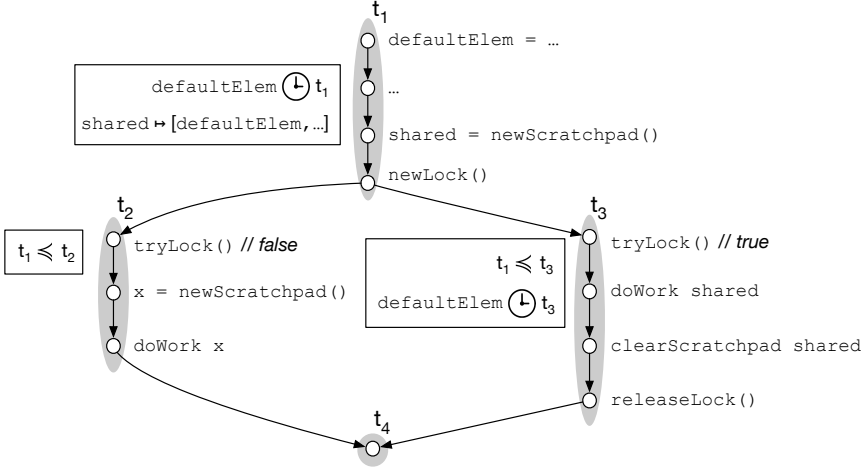 t1
defaultElem = …
defaultElem t1
…
shared ↦ [defaultElem,…]
shared = newScratchpad()
newLock()
t2
t3
t1 ≼ t2
tryLock() // false
t1 ≼ t3
tryLock() // true
x = newScratchpad()
defaultElem t3
doWork shared
doWork x
clearScratchpad shared
releaseLock()
t4